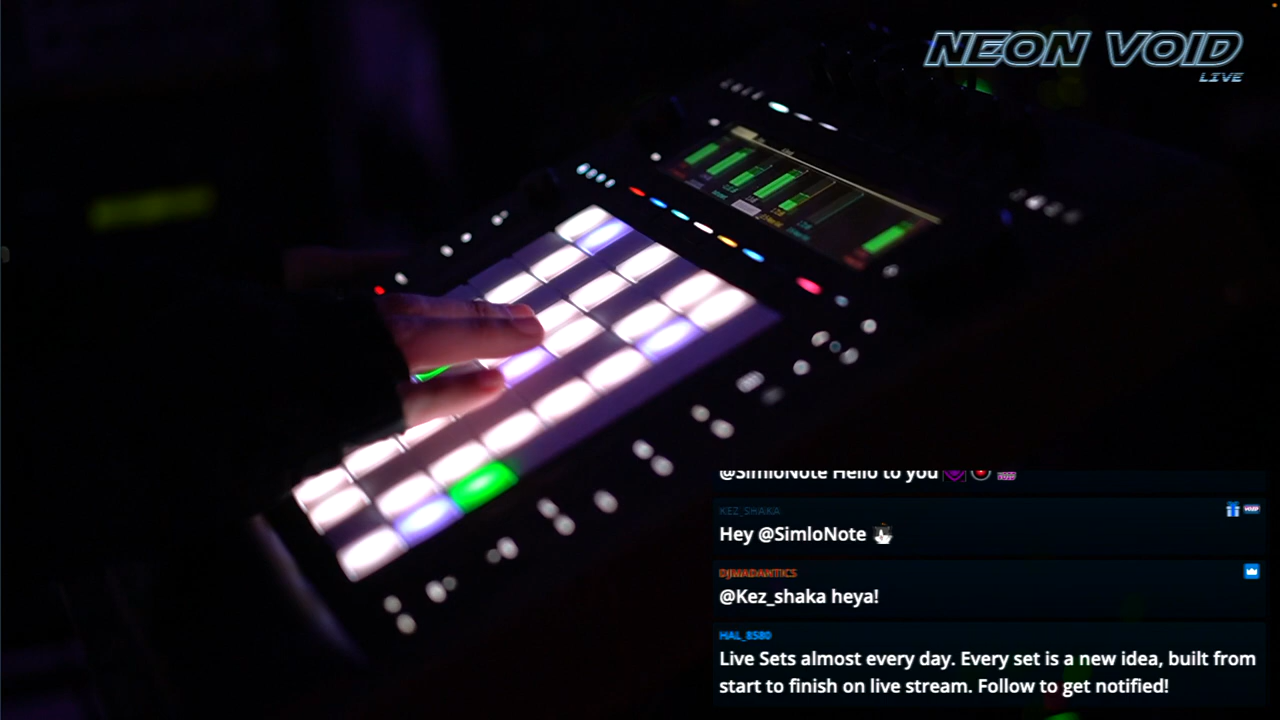 NEON VOID
LIVE
@SimloNote Hello to you
KEZ_SHAKA
VOID
Hey @SimloNote
DJMADANTICS
@Kez_shaka heya!
HAL_8580
Live Sets almost every day. Every set is a new idea, built from
start to finish on live stream. Follow to get notified!